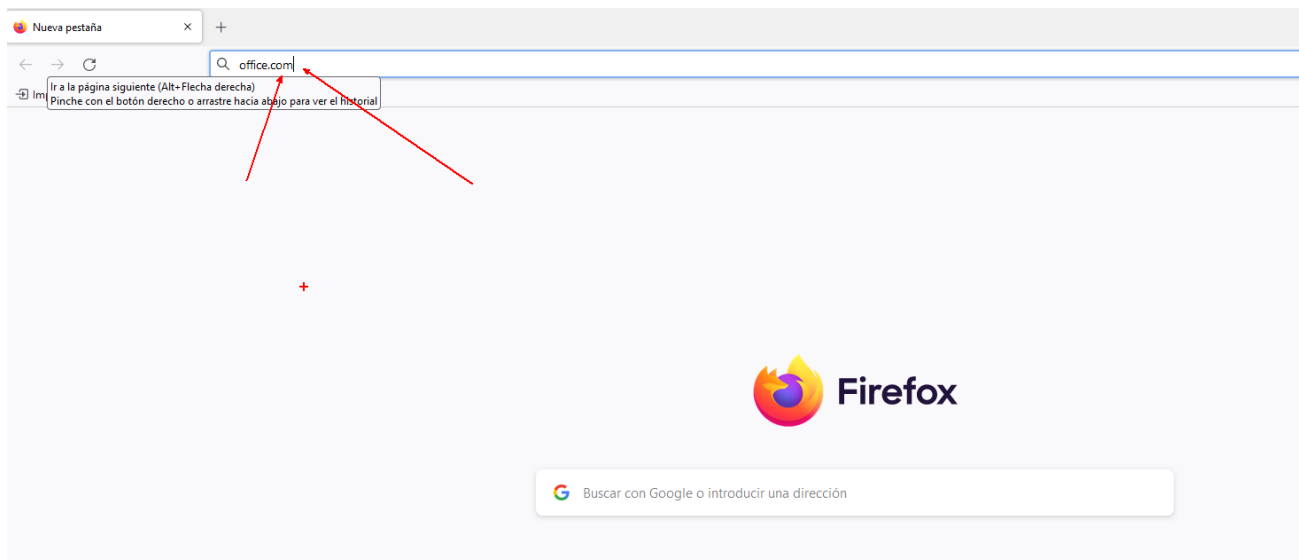 Nueva pestaña
office.com
Ir a la página siguiente (Alt+Flecha derecha)
Pinche con el botón derecho o arrastre hacia abajo para ver el historial
Firefox
Buscar con Google o introducir una dirección